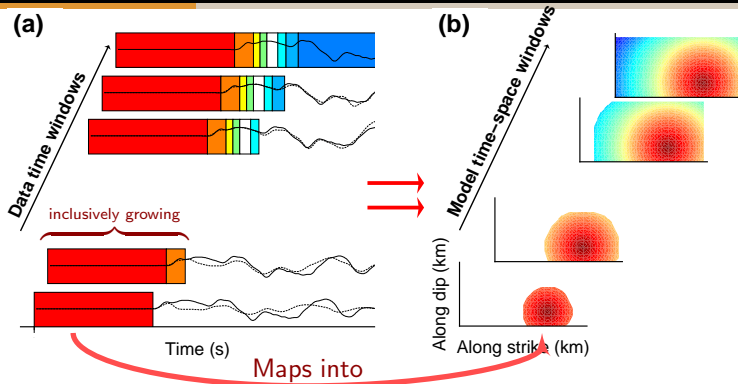 (a)
Data time windows
inclusively growing
Time (s)
Maps into
(b)
Model time–space windows
Along dip (km)
Along strike (km)